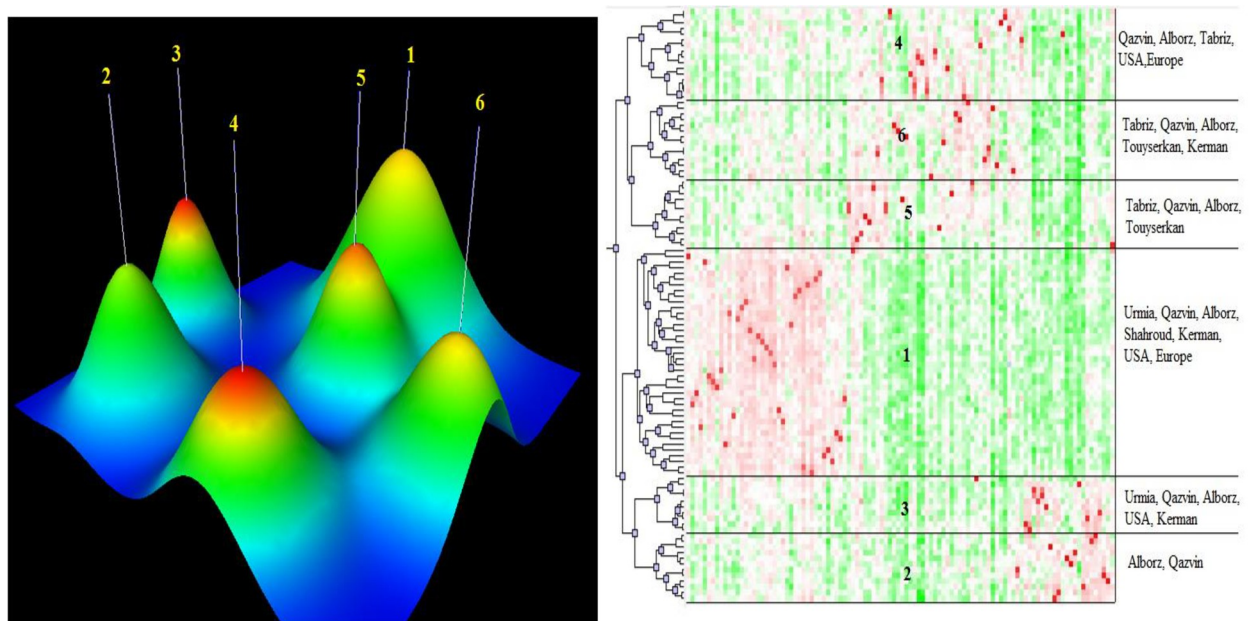 2
3
4
5
1
6
4
Qazvin, Alborz, Tabriz,
USA,Europe
6
Tabriz, Qazvin, Alborz,
Touyserkan, Kerman
5
Tabriz, Qazvin, Alborz,
Touyserkan
1
Urmia, Qazvin, Alborz,
Shahroud, Kerman,
USA, Europe
3
Urmia, Qazvin, Alborz,
USA, Kerman
2
Alborz, Qazvin